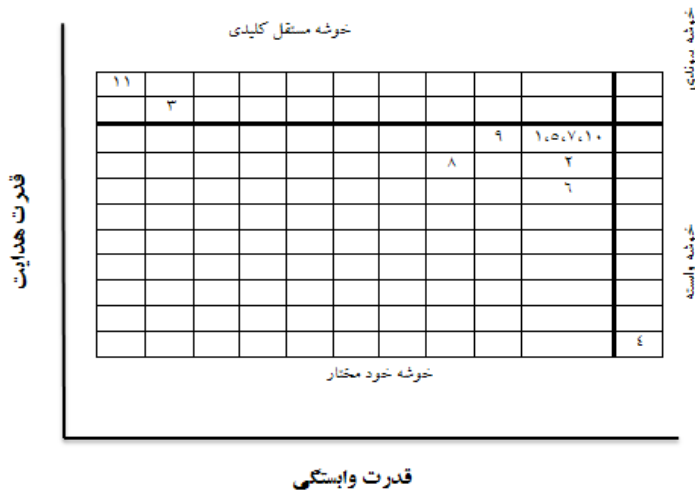 خوشه مستقل کلیدی
خوشه پیوندی
۱۱
۳
۹ ۱،۵،۷،۱۰
۸ ۲
۶
٤
خوشه وابسته
خوشه خود مختار
قدرت هدایت
قدرت وابستگی